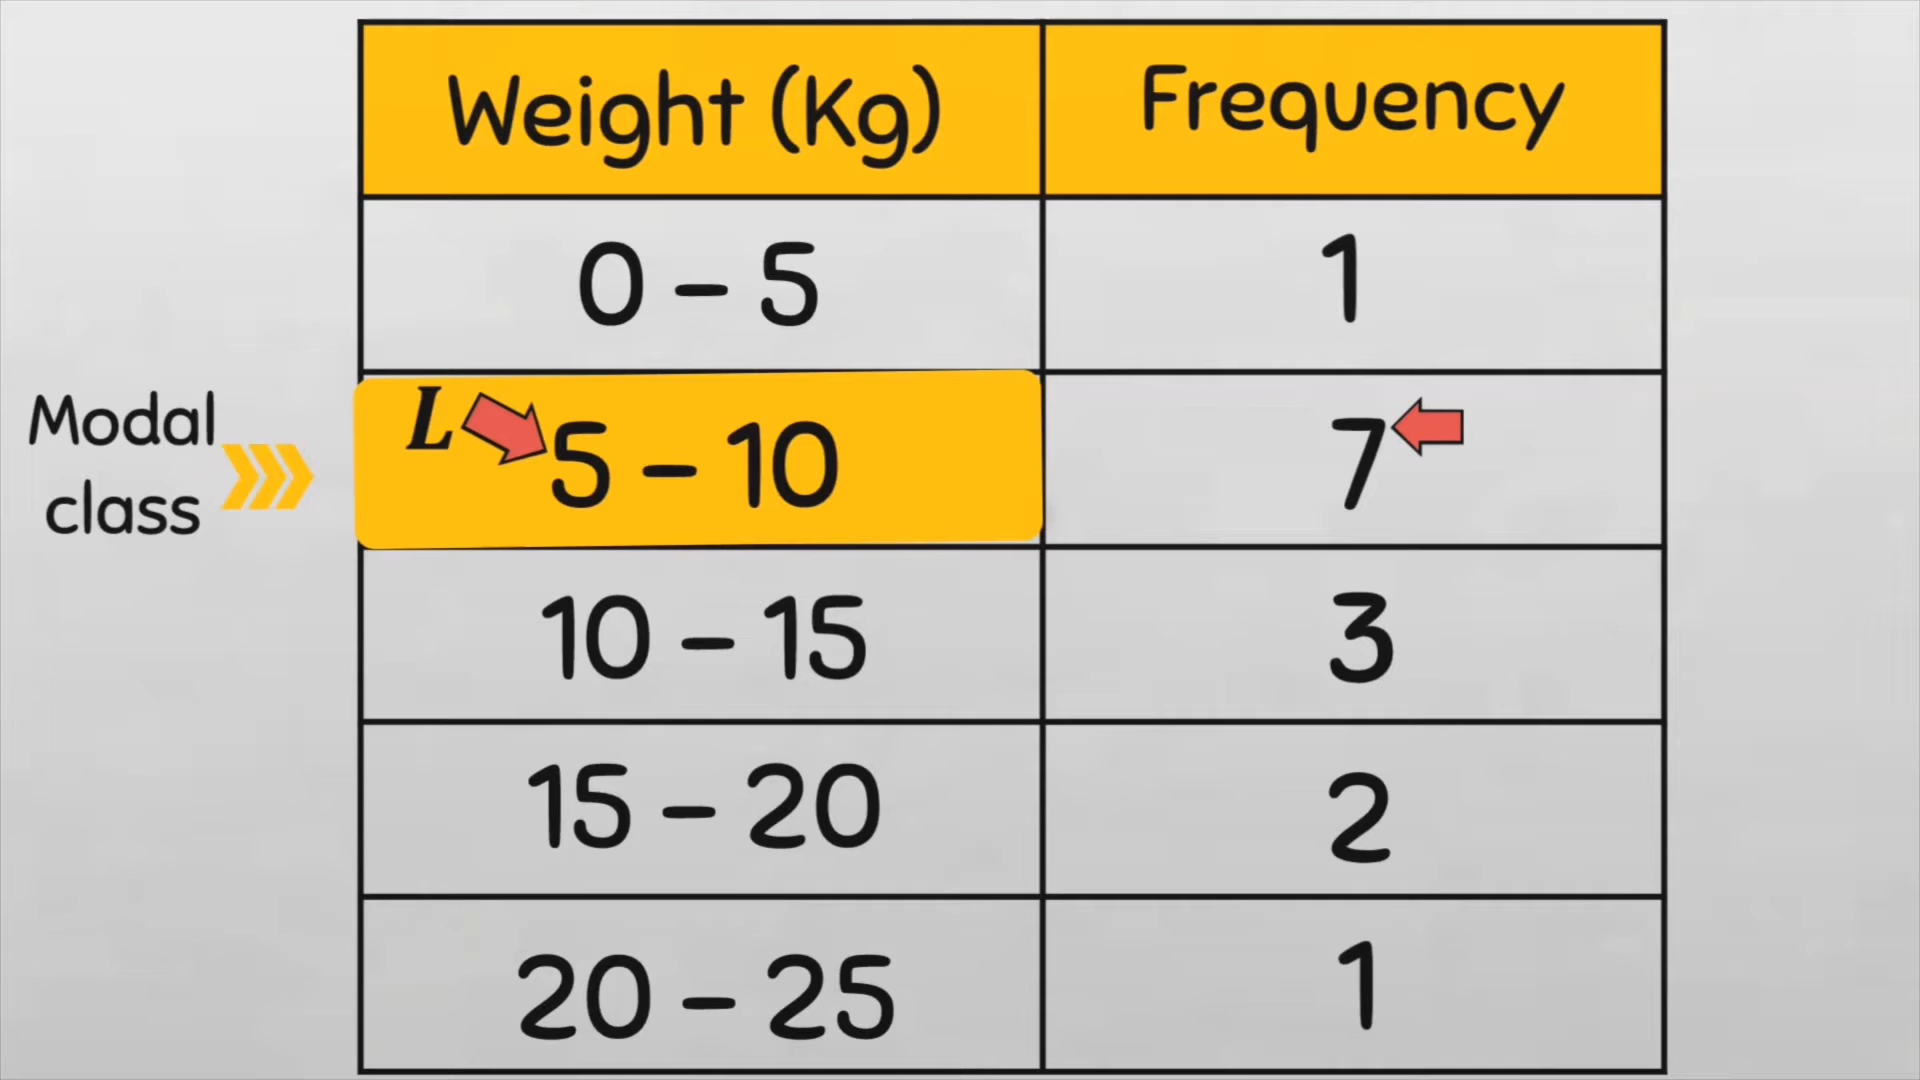 Weight (Kg) Frequency
0 – 5 1
Modal class
L 5 – 10 7
10 – 15 3
15 – 20 2
20 – 25 1